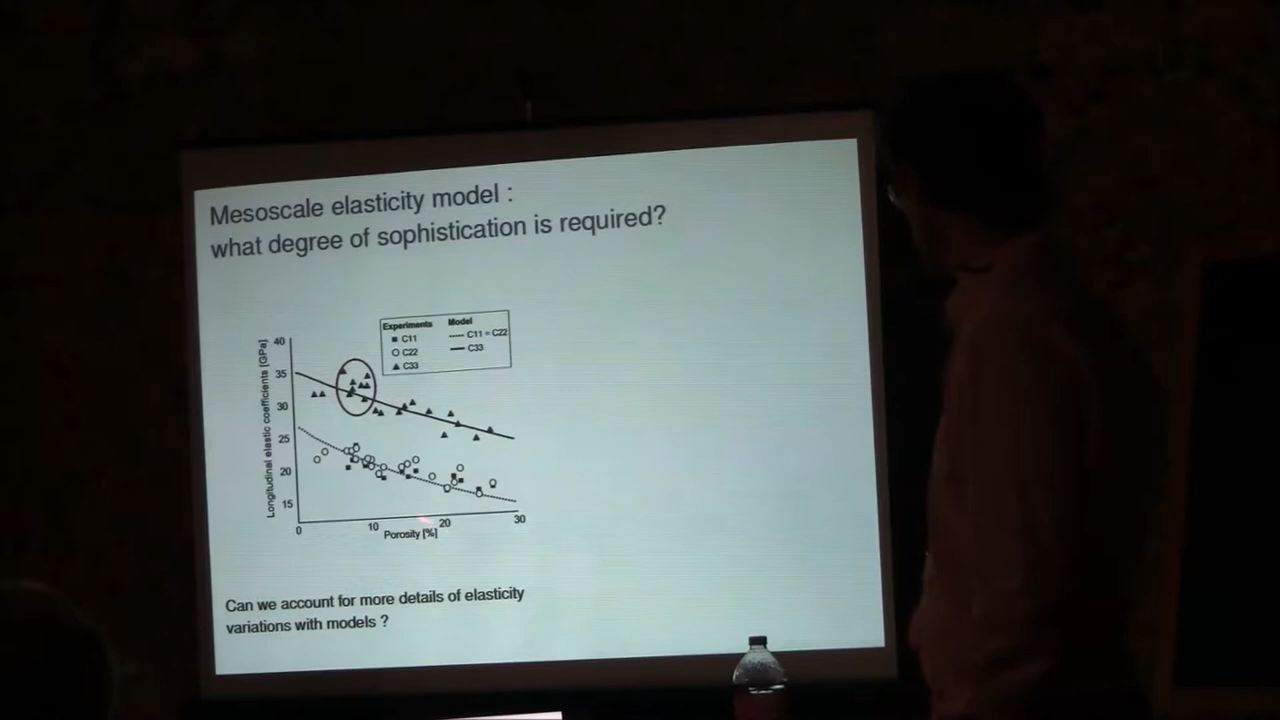 Mesoscale elasticity model :
what degree of sophistication is required?
Experiments Model
C11 C11 = C22
C22 C33
C33
Longitudinal elastic coefficients [GPa]
40
35
30
25
20
15
0 10 20 30
Porosity [%]
Can we account for more details of elasticity
variations with models ?